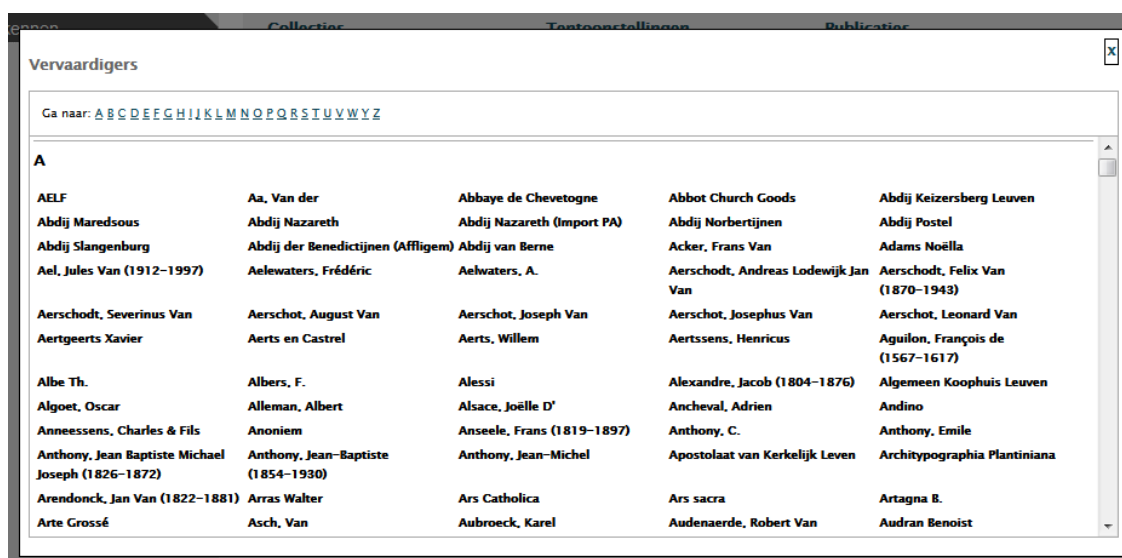 kennen Collecties Tentoonstellingen Publicaties
x
Vervaardigers
Ga naar: A B C D E F G H I J K L M N O P Q R S T U V W Y Z
A
AELF Aa, Van der Abbaye de Chevetogne Abbot Church Goods Abdij Keizersberg Leuven
Abdij Maredsous Abdij Nazareth Abdij Nazareth (Import PA) Abdij Norbertijnen Abdij Postel
Abdij Slangenburg Abdij der Benedictijnen (Affligem) Abdij van Berne Acker, Frans Van Adams Noëlla
Ael, Jules Van (1912-1997) Aelewaters, Frédéric Aelwaters, A. Aerschodt, Andreas Lodewijk Jan Aerschodt, Felix Van
Van (1870-1943)
Aerschodt, Severinus Van Aerschot, August Van Aerschot, Joseph Van Aerschot, Josephus Van Aerschot, Leonard Van
Aertgeerts Xavier Aerts en Castrel Aerts, Willem Aertssens, Henricus Aguilon, François de
(1567-1617)
Albe Th. Albers, F. Alessi Alexandre, Jacob (1804-1876) Algemeen Koophuis Leuven
Algoet, Oscar Alleman, Albert Alsace, Joëlle D' Ancheval, Adrien Andino
Anneessens, Charles & Fils Anoniem Anseele, Frans (1819-1897) Anthony, C. Anthony, Emile
Anthony, Jean Baptiste Michael Anthony, Jean-Baptiste Anthony, Jean-Michel Apostolaat van Kerkelijk Leven Architypographia Plantiniana
Joseph (1826-1872) (1854-1930)
Arendonck, Jan Van (1822-1881) Arras Walter Ars Catholica Ars sacra Artagna B.
Arte Grossé Asch, Van Aubroeck, Karel Audenaerde, Robert Van Audran Benoist